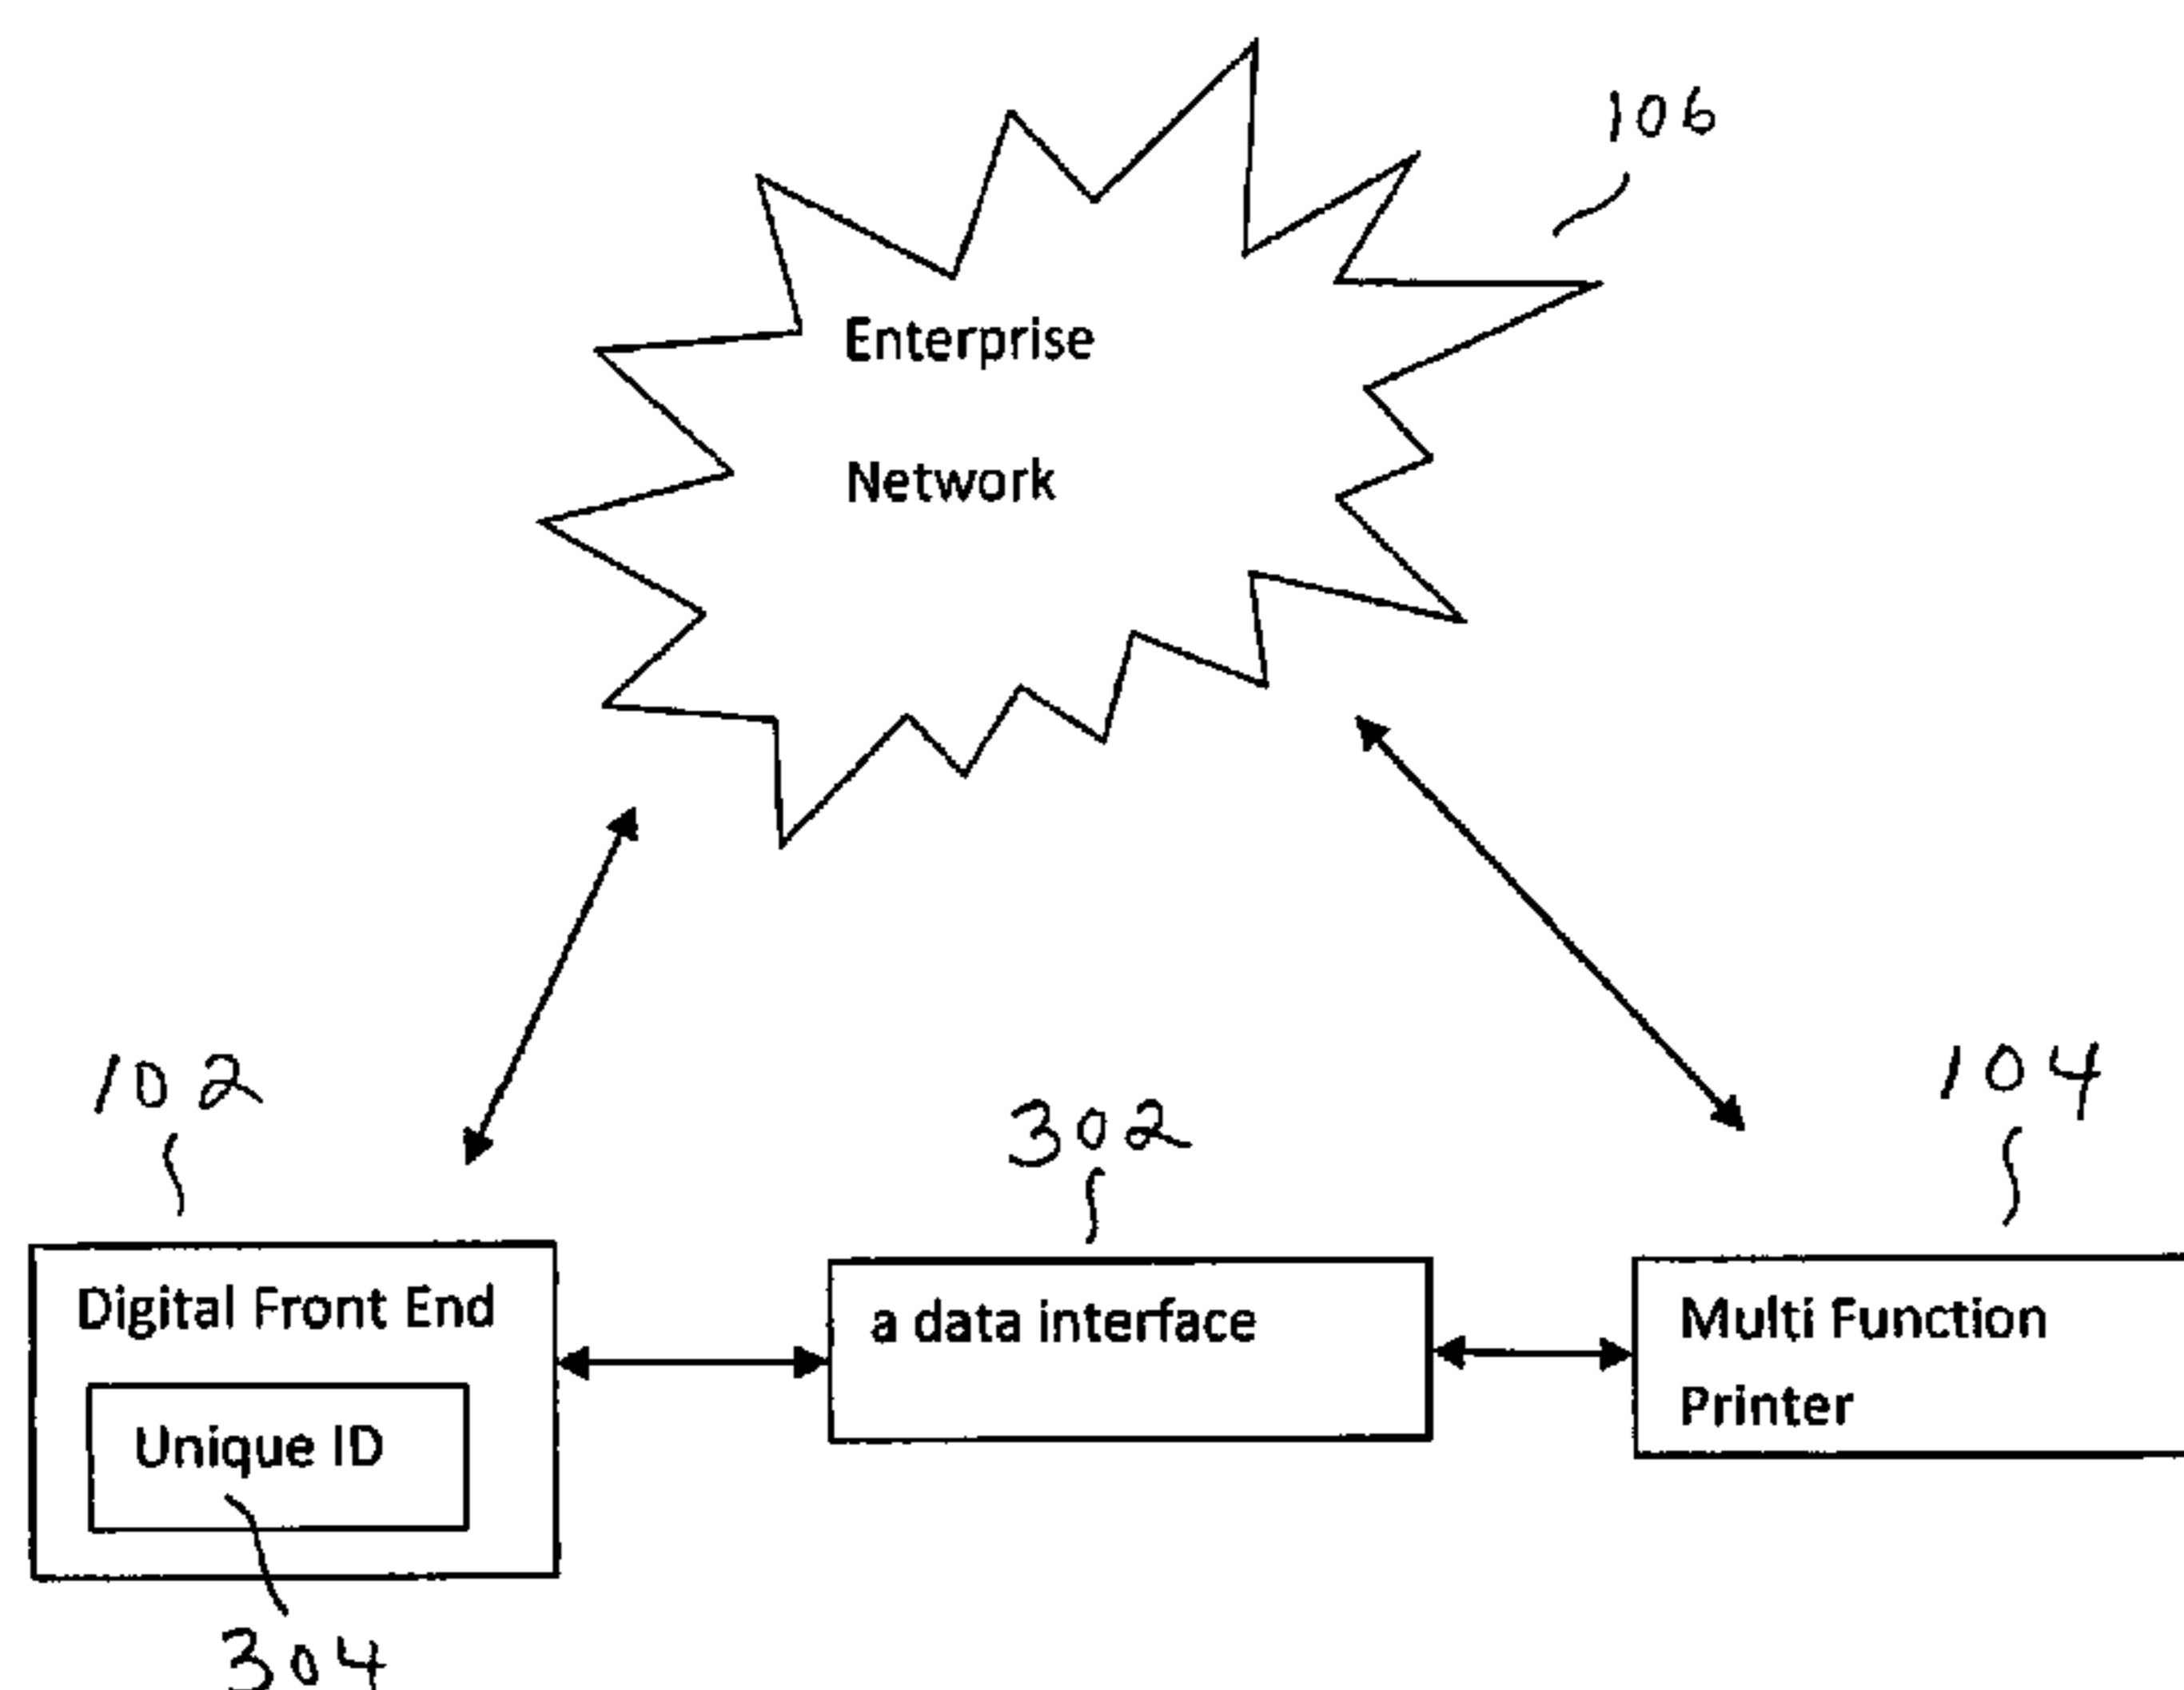 106
Enterprise
Network
102
302
104
Digital Front End
a data interface
Multi Function
Printer
Unique ID
304